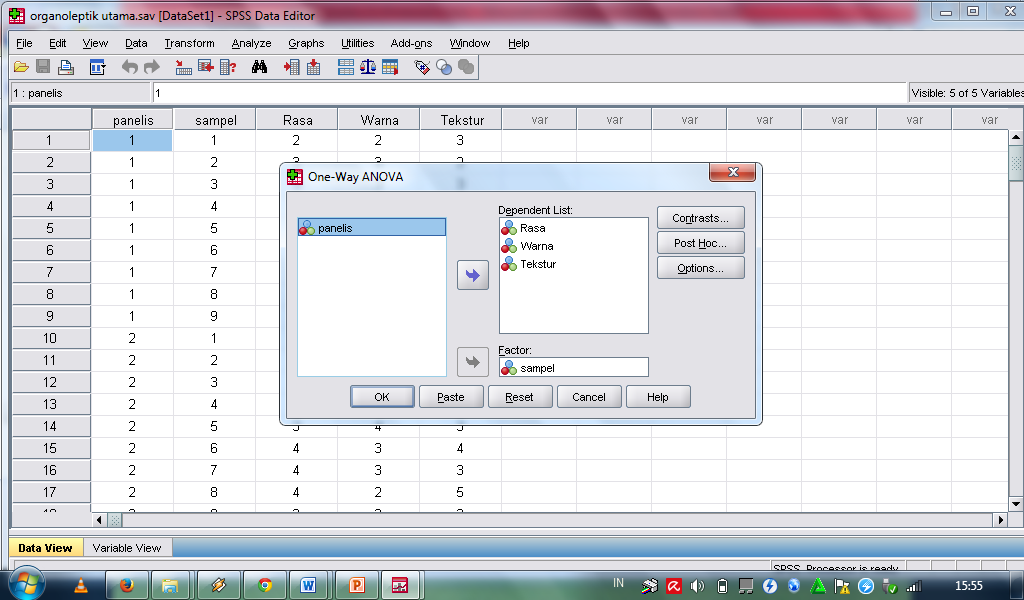 organoleptik utama.sav [DataSet1] - SPSS Data Editor
File Edit View Data Transform Analyze Graphs Utilities Add-ons Window Help
1 : panelis 1 Visible: 5 of 5 Variables
panelis sampel Rasa Warna Tekstur var var var var var var var
1 1 1 2 2 3
2 1 2
3 1 3
4 1 4
5 1 5
6 1 6
7 1 7
8 1 8
9 1 9
10 2 1
11 2 2
12 2 3
13 2 4
14 2 5
15 2 6 4 3 4
16 2 7 4 3 3
17 2 8 4 2 5
One-Way ANOVA
panelis
Dependent List:
Rasa
Warna
Tekstur
Contrasts...
Post Hoc...
Options...
Factor:
sampel
OK Paste Reset Cancel Help
Data View Variable View
SPSS Processor is ready
IN 15:55